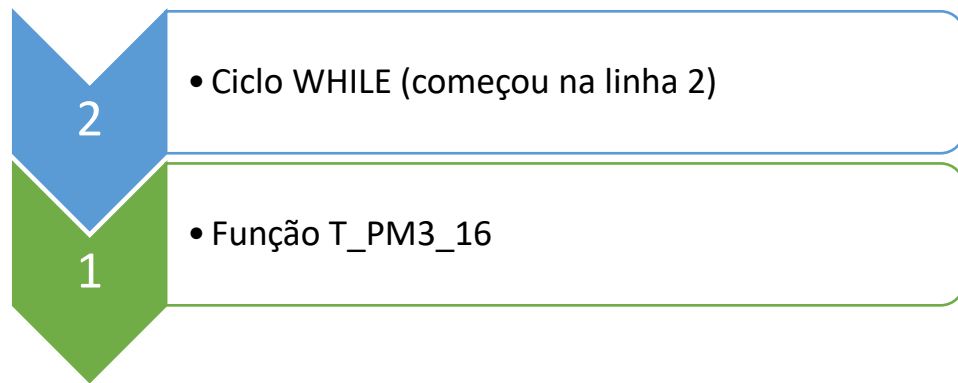 2
• Ciclo WHILE (começou na linha 2)
1
• Função T_PM3_16